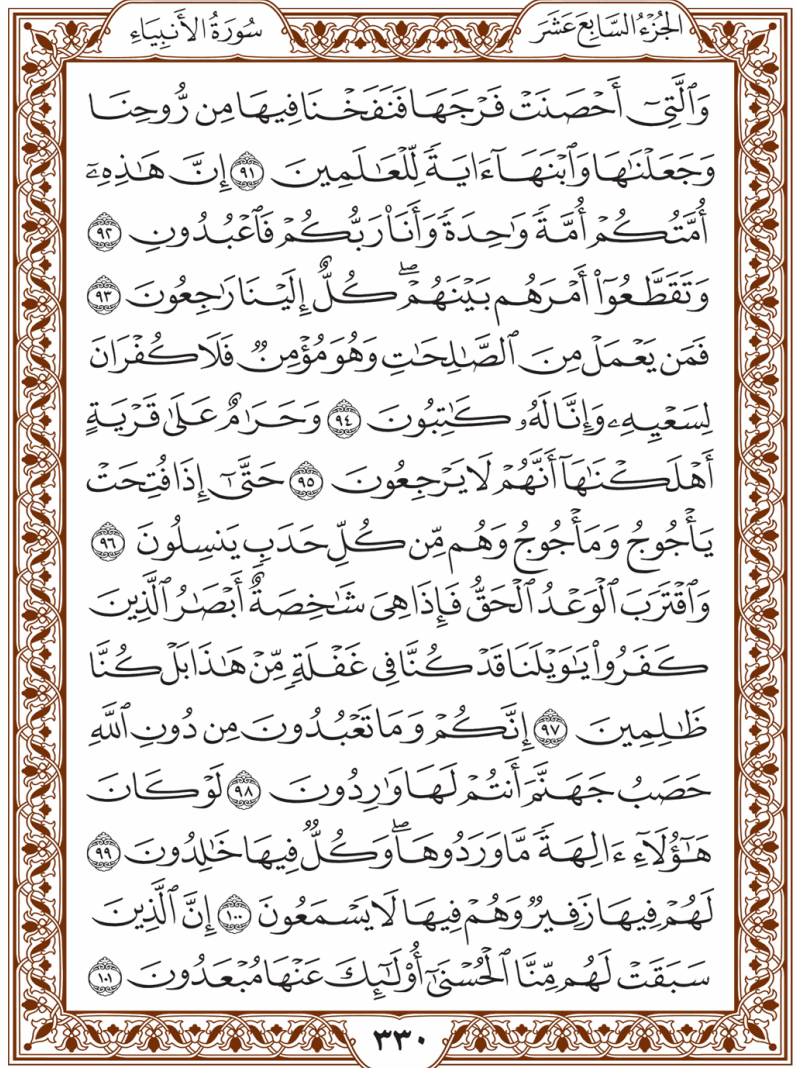 الجُزْءُ السَّابِعَ عَشَرَ
سُورَةُ الأَنْبِيَاءِ
وَٱلَّتِىٓ أَحْصَنَتْ فَرْجَهَا فَنَفَخْنَا فِيهَا مِن رُّوحِنَا
وَجَعَلْنَٰهَا وَٱبْنَهَآ ءَايَةً لِّلْعَٰلَمِينَ ٩١ إِنَّ هَٰذِهِۦٓ
أُمَّتُكُمْ أُمَّةً وَٰحِدَةً وَأَنَا۠ رَبُّكُمْ فَٱعْبُدُونِ ٩٢
وَتَقَطَّعُوٓا۟ أَمْرَهُم بَيْنَهُمْ ۖ كُلٌّ إِلَيْنَا رَٰجِعُونَ ٩٣
فَمَن يَعْمَلْ مِنَ ٱلصَّٰلِحَٰتِ وَهُوَ مُؤْمِنٌ فَلَا كُفْرَانَ
لِسَعْيِهِۦ وَإِنَّا لَهُۥ كَٰتِبُونَ ٩٤ وَحَرَٰمٌ عَلَىٰ قَرْيَةٍ
أَهْلَكْنَٰهَآ أَنَّهُمْ لَا يَرْجِعُونَ ٩٥ حَتَّىٰٓ إِذَا فُتِحَتْ
يَأْجُوجُ وَمَأْجُوجُ وَهُم مِّن كُلِّ حَدَبٍ يَنسِلُونَ ٩٦
وَٱقْتَرَبَ ٱلْوَعْدُ ٱلْحَقُّ فَإِذَا هِىَ شَٰخِصَةٌ أَبْصَٰرُ ٱلَّذِينَ
كَفَرُوا۟ يَٰوَيْلَنَا قَدْ كُنَّا فِى غَفْلَةٍ مِّنْ هَٰذَا بَلْ كُنَّا
ظَٰلِمِينَ ٩٧ إِنَّكُمْ وَمَا تَعْبُدُونَ مِن دُونِ ٱللَّهِ
حَصَبُ جَهَنَّمَ أَنتُمْ لَهَا وَٰرِدُونَ ٩٨ لَوْ كَانَ
هَٰٓؤُلَآءِ ءَالِهَةً مَّا وَرَدُوهَا ۖ وَكُلٌّ فِيهَا خَٰلِدُونَ ٩٩
لَهُمْ فِيهَا زَفِيرٌ وَهُمْ فِيهَا لَا يَسْمَعُونَ ١٠٠ إِنَّ ٱلَّذِينَ
سَبَقَتْ لَهُم مِّنَّا ٱلْحُسْنَىٰٓ أُو۟لَٰٓئِكَ عَنْهَا مُبْعَدُونَ ١٠١
٣٣٠